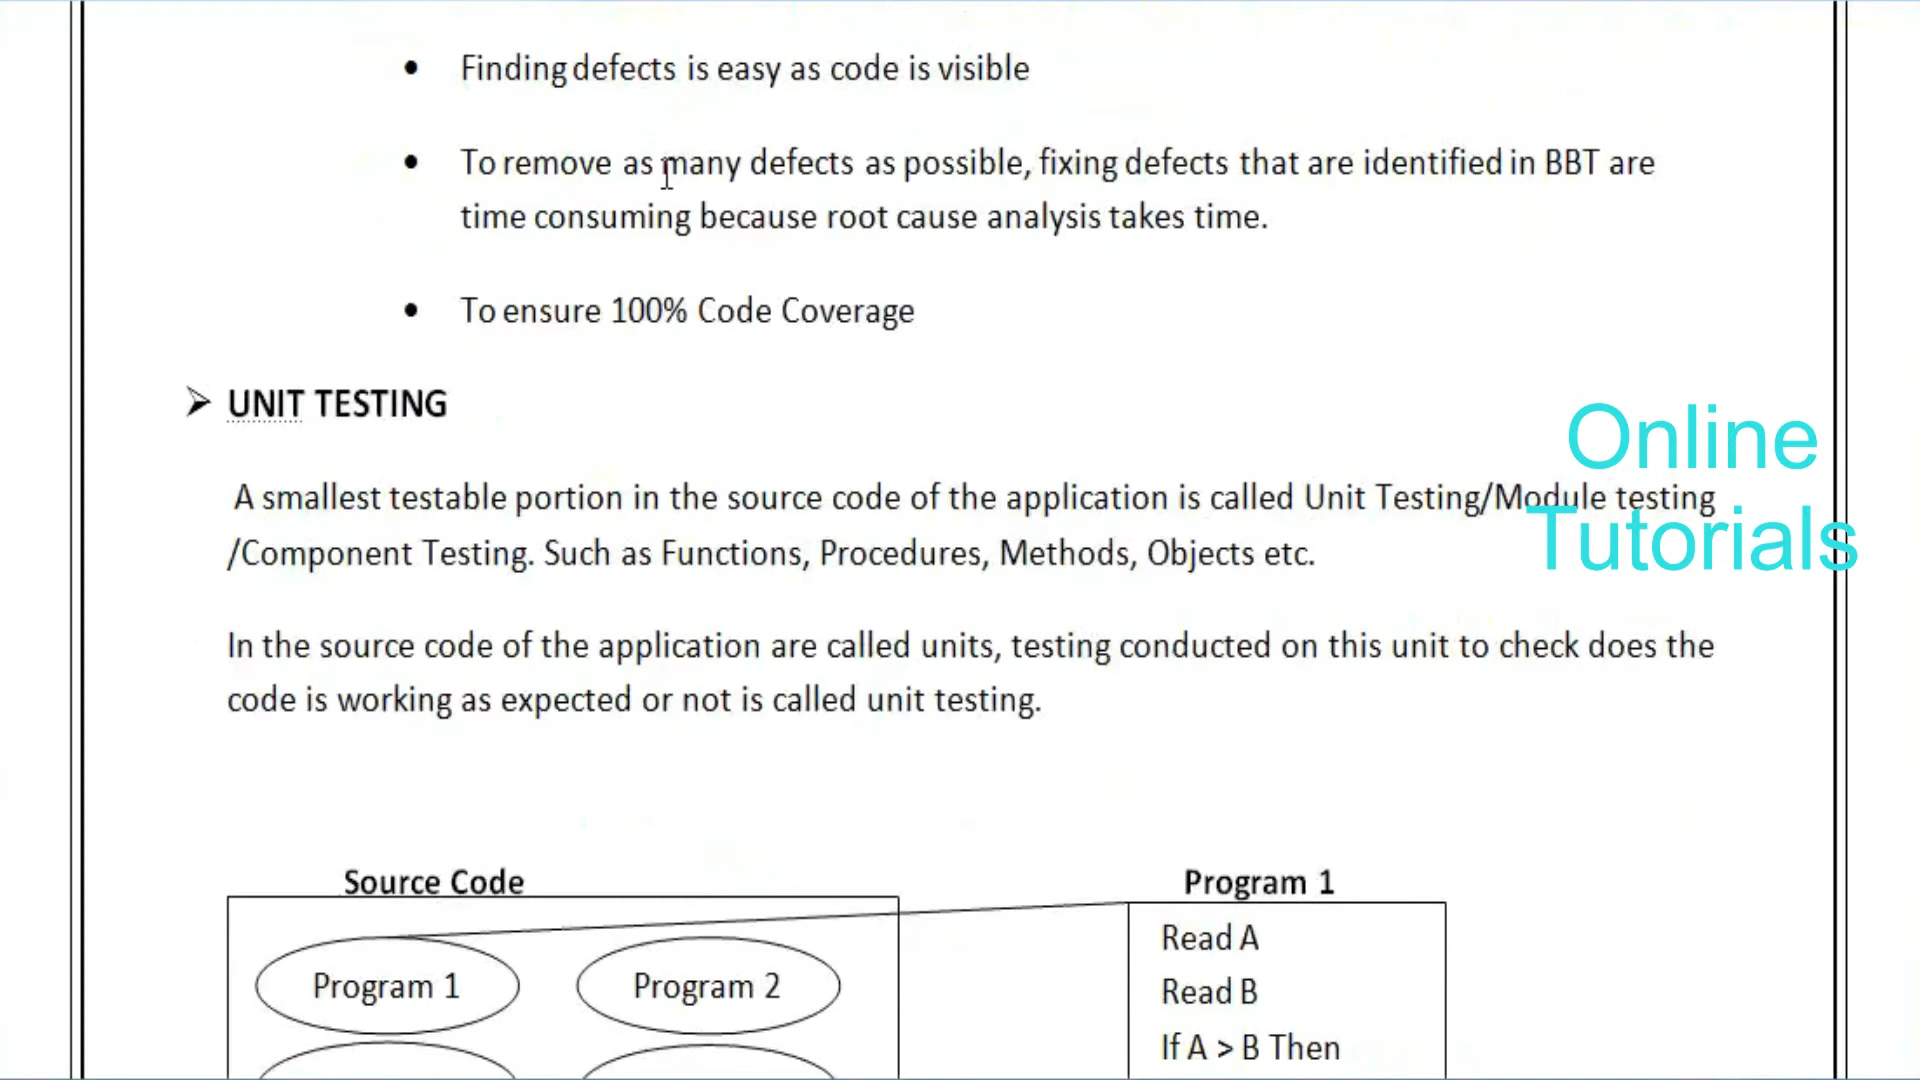 • Finding defects is easy as code is visible
• To remove as many defects as possible, fixing defects that are identified in BBT are
time consuming because root cause analysis takes time.
• To ensure 100% Code Coverage
➢ UNIT TESTING
A smallest testable portion in the source code of the application is called Unit Testing/Module testing
/Component Testing. Such as Functions, Procedures, Methods, Objects etc.
Online
Tutorials
In the source code of the application are called units, testing conducted on this unit to check does the
code is working as expected or not is called unit testing.
Source Code
Program 1
Program 2
Program 1
Read A
Read B
If A > B Then